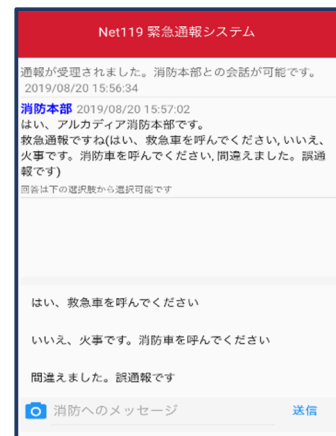 Net119 緊急通報システム
通報が受理されました。消防本部との会話が可能です。
2019/08/20 15:56:34
消防本部 2019/08/20 15:57:02
はい、アルカディア消防本部です。
救急通報ですね(はい、救急車を呼んでください, いいえ、
火事です。消防車を呼んでください, 間違えました。誤通
報です)
回答は下の選択肢から選択可能です
はい、救急車を呼んでください
いいえ、火事です。消防車を呼んでください
間違えました。誤通報です
消防へのメッセージ
送信